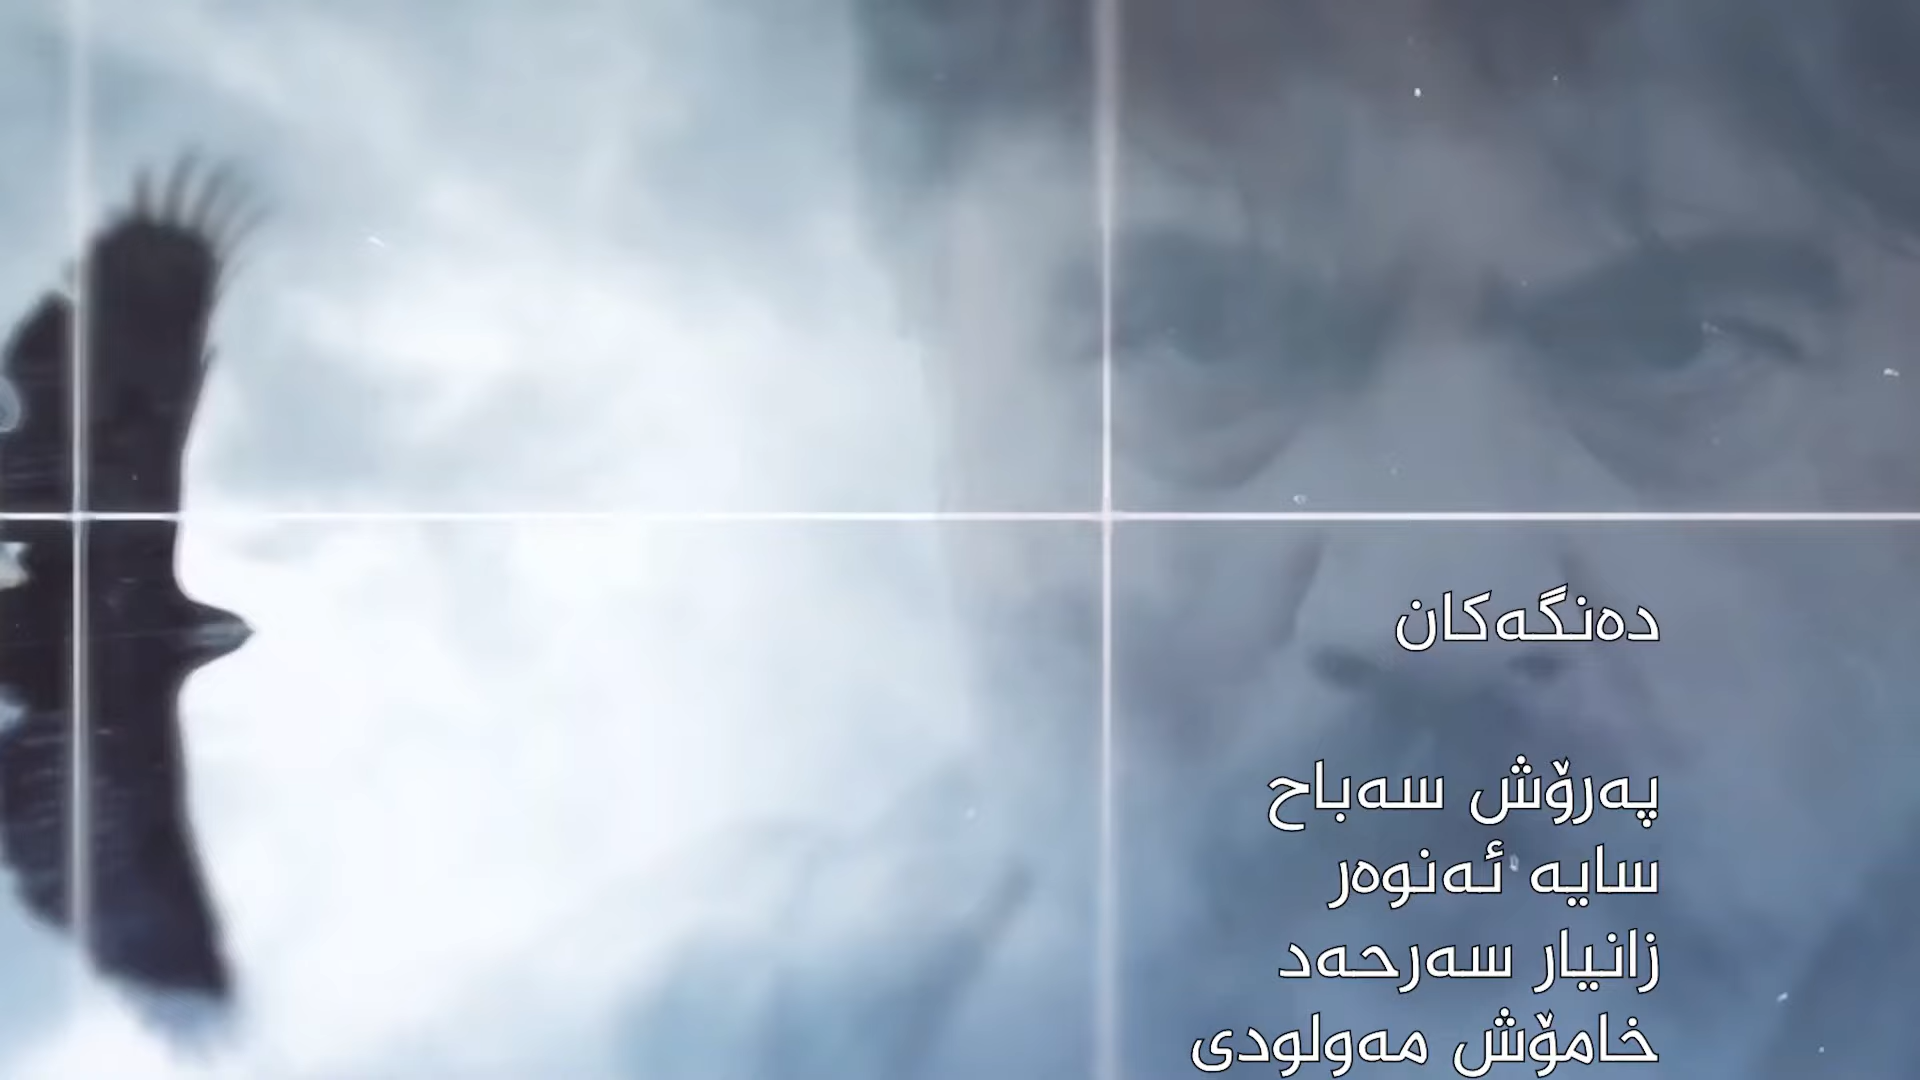 دەنگەکان
پەرۆش سەباح
سایە ئەنوەر
زانیار سەرحەد
خامۆش مەولودی